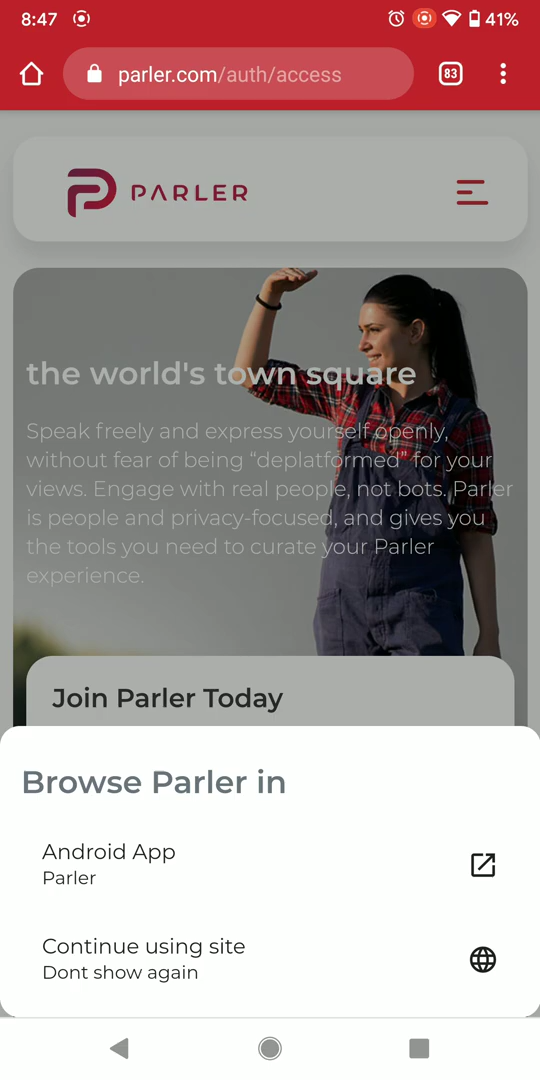 8:47
41%
parler.com/auth/access
83
PARLER
the world's town square
Speak freely and express yourself openly,
without fear of being “deplatformed” for your
views. Engage with real people, not bots. Parler
is people and privacy-focused, and gives you
the tools you need to curate your Parler
experience.
Join Parler Today
Browse Parler in
Android App
Parler
Continue using site
Dont show again